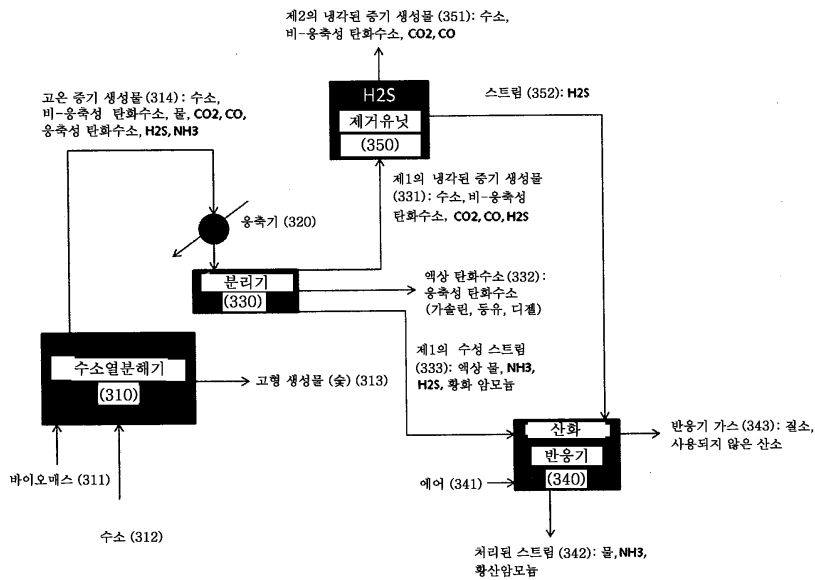 제2의 냉각된 증기 생성물 (351): 수소,
비-응축성 탄화수소, CO2, CO
H2S
제거유닛
(350)
스트림 (352): H2S
고온 증기 생성물 (314): 수소,
비-응축성 탄화수소, 물, CO2, CO,
응축성 탄화수소, H2S, NH3
제1의 냉각된 증기 생성물
(331): 수소, 비-응축성
탄화수소, CO2, CO, H2S
응축기 (320)
분리기
(330)
액상 탄화수소 (332):
응축성 탄화수소
(가솔린, 등유, 디젤)
제1의 수성 스트림
(333): 액상 물, NH3,
H2S, 황화 암모늄
수소열분해기
(310)
고형 생성물 (숯) (313)
산화
반응기
(340)
반응기 가스 (343): 질소,
사용되지 않은 산소
바이오매스 (311)
에어 (341)
수소 (312)
처리된 스트림 (342): 물, NH3,
황산암모늄